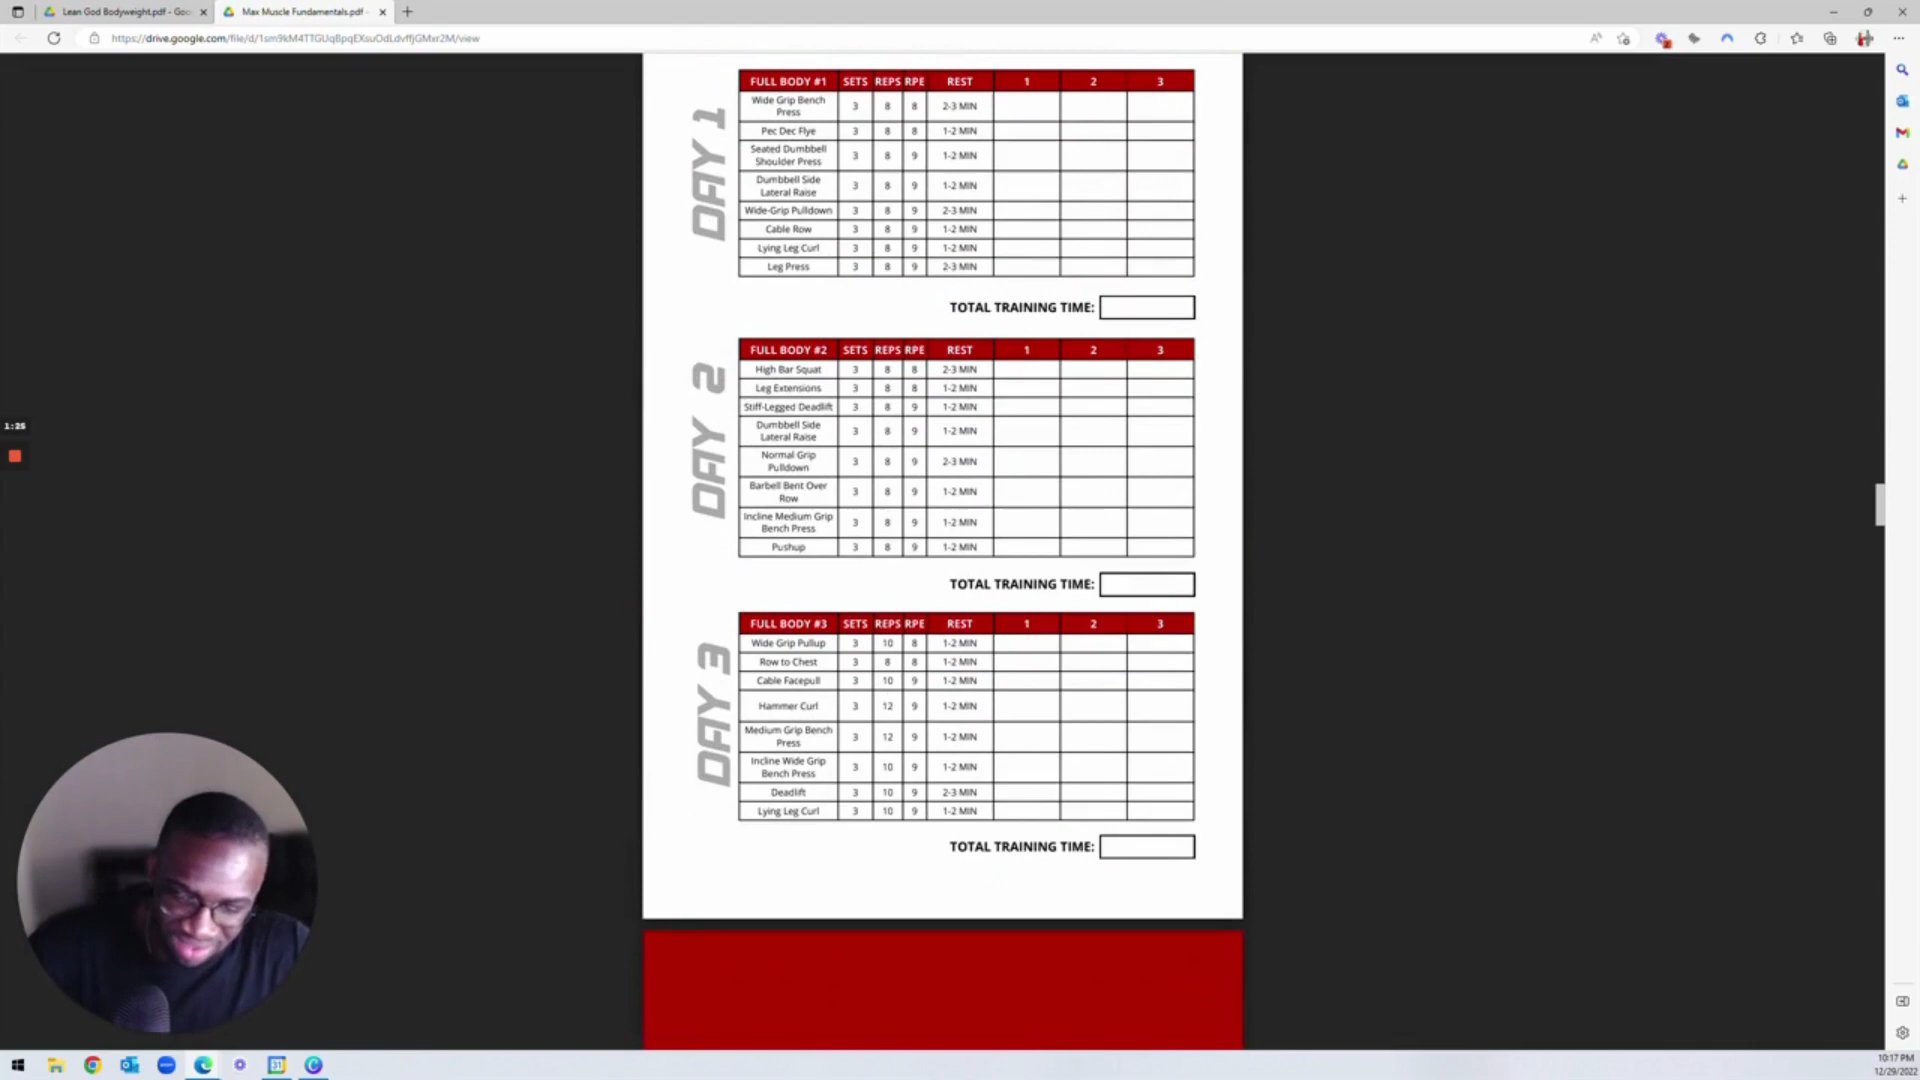 Lean God Bodyweight.pdf - Goo
Max Muscle Fundamentals.pdf -
DAY 1
FULL BODY #1 SETS REPS RPE REST 1 2 3
Wide Grip Bench
Press 3 8 8 2-3 MIN
Pec Dec Flye 3 8 8 1-2 MIN
Seated Dumbbell
Shoulder Press 3 8 9 1-2 MIN
Dumbbell Side
Lateral Raise 3 8 9 1-2 MIN
Wide-Grip Pulldown 3 8 9 2-3 MIN
Cable Row 3 8 9 1-2 MIN
Lying Leg Curl 3 8 9 1-2 MIN
Leg Press 3 8 9 2-3 MIN
TOTAL TRAINING TIME:
DAY 2
FULL BODY #2 SETS REPS RPE REST 1 2 3
High Bar Squat 3 8 8 2-3 MIN
Leg Extensions 3 8 8 1-2 MIN
Stiff-Legged Deadlift 3 8 9 1-2 MIN
Dumbbell Side
Lateral Raise 3 8 9 1-2 MIN
Normal Grip
Pulldown 3 8 9 2-3 MIN
Barbell Bent Over
Row 3 8 9 1-2 MIN
Incline Medium Grip
Bench Press 3 8 9 1-2 MIN
Pushup 3 8 9 1-2 MIN
TOTAL TRAINING TIME:
DAY 3
FULL BODY #3 SETS REPS RPE REST 1 2 3
Wide Grip Pullup 3 10 8 1-2 MIN
Row to Chest 3 8 8 1-2 MIN
Cable Facepull 3 10 9 1-2 MIN
Hammer Curl 3 12 9 1-2 MIN
Medium Grip Bench
Press 3 12 9 1-2 MIN
Incline Wide Grip
Bench Press 3 10 9 1-2 MIN
Deadlift 3 10 9 2-3 MIN
Lying Leg Curl 3 10 9 1-2 MIN
TOTAL TRAINING TIME:
1:25
10:17 PM
12/29/2022